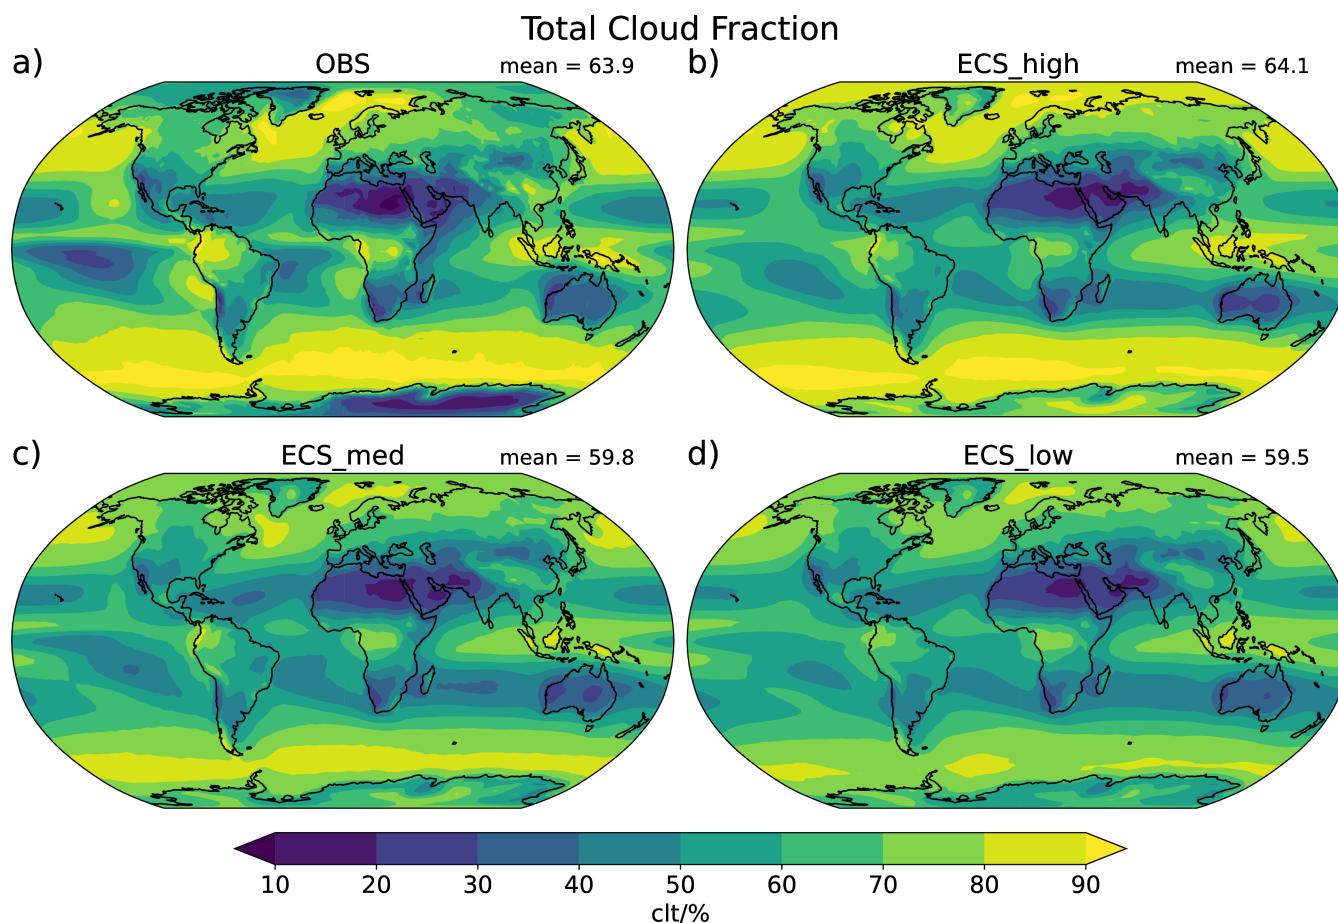 Total Cloud Fraction
a) OBS mean = 63.9
b) ECS_high mean = 64.1
c) ECS_med mean = 59.8
d) ECS_low mean = 59.5
10 20 30 40 50 60 70 80 90
clt/%